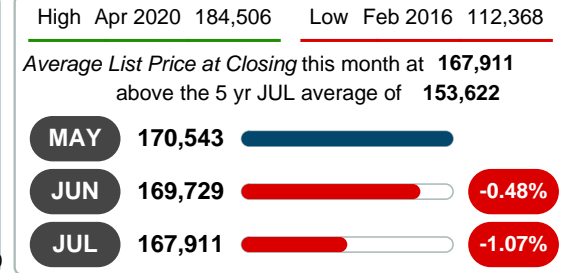 High Apr 2020 184,506 Low Feb 2016 112,368
Average List Price at Closing this month at 167,911
above the 5 yr JUL average of 153,622
MAY 170,543
JUN 169,729 -0.48%
JUL 167,911 -1.07%